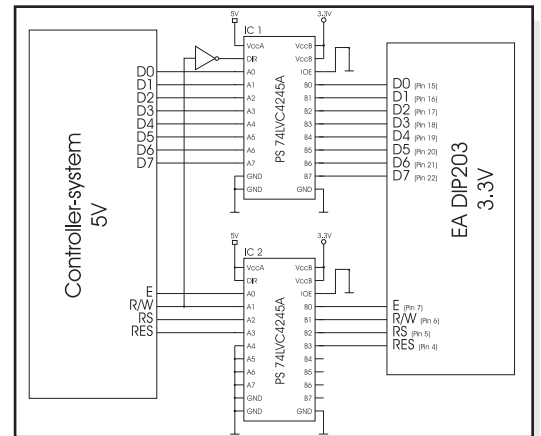 Controller-system
5V
D0
D1
D2
D3
D4
D5
D6
D7
E
R/W
RS
RES
5V
IC 1
3.3V
VccA
DIR
A0
A1
A2
A3
A4
A5
A6
A7
GND
GND
PS 74LVC4245A
VccB
VccB
!OE
B0
B1
B2
B3
B4
B5
B6
B7
GND
5V
IC 2
3.3V
VccA
DIR
A0
A1
A2
A3
A4
A5
A6
A7
GND
GND
PS 74LVC4245A
VccB
VccB
!OE
B0
B1
B2
B3
B4
B5
B6
B7
GND
D0 (Pin 15)
D1 (Pin 16)
D2 (Pin 17)
D3 (Pin 18)
D4 (Pin 19)
D5 (Pin 20)
D6 (Pin 21)
D7 (Pin 22)
E (Pin 7)
R/W (Pin 6)
RS (Pin 5)
RES (Pin 4)
EA DIP203
3.3V